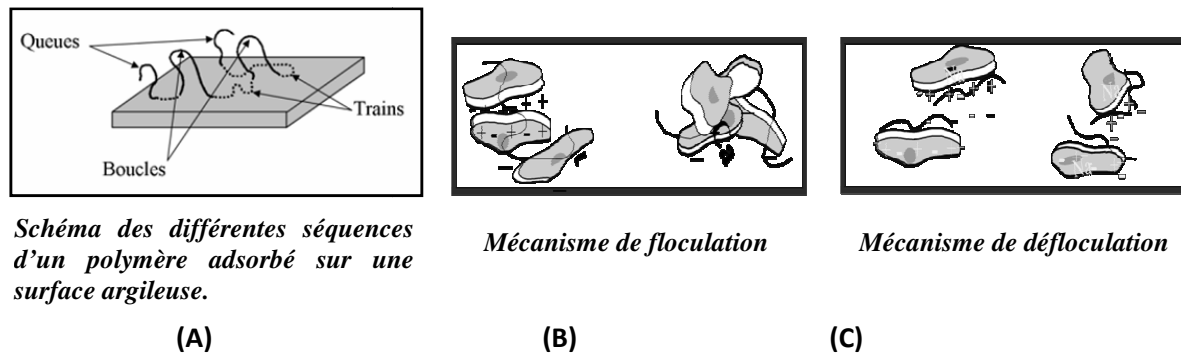 Queues
Trains
Boucles
Schéma des différentes séquences
d'un polymère adsorbé sur une
surface argileuse.
Mécanisme de floculation
Mécanisme de défloculation
(A)
(B)
(C)